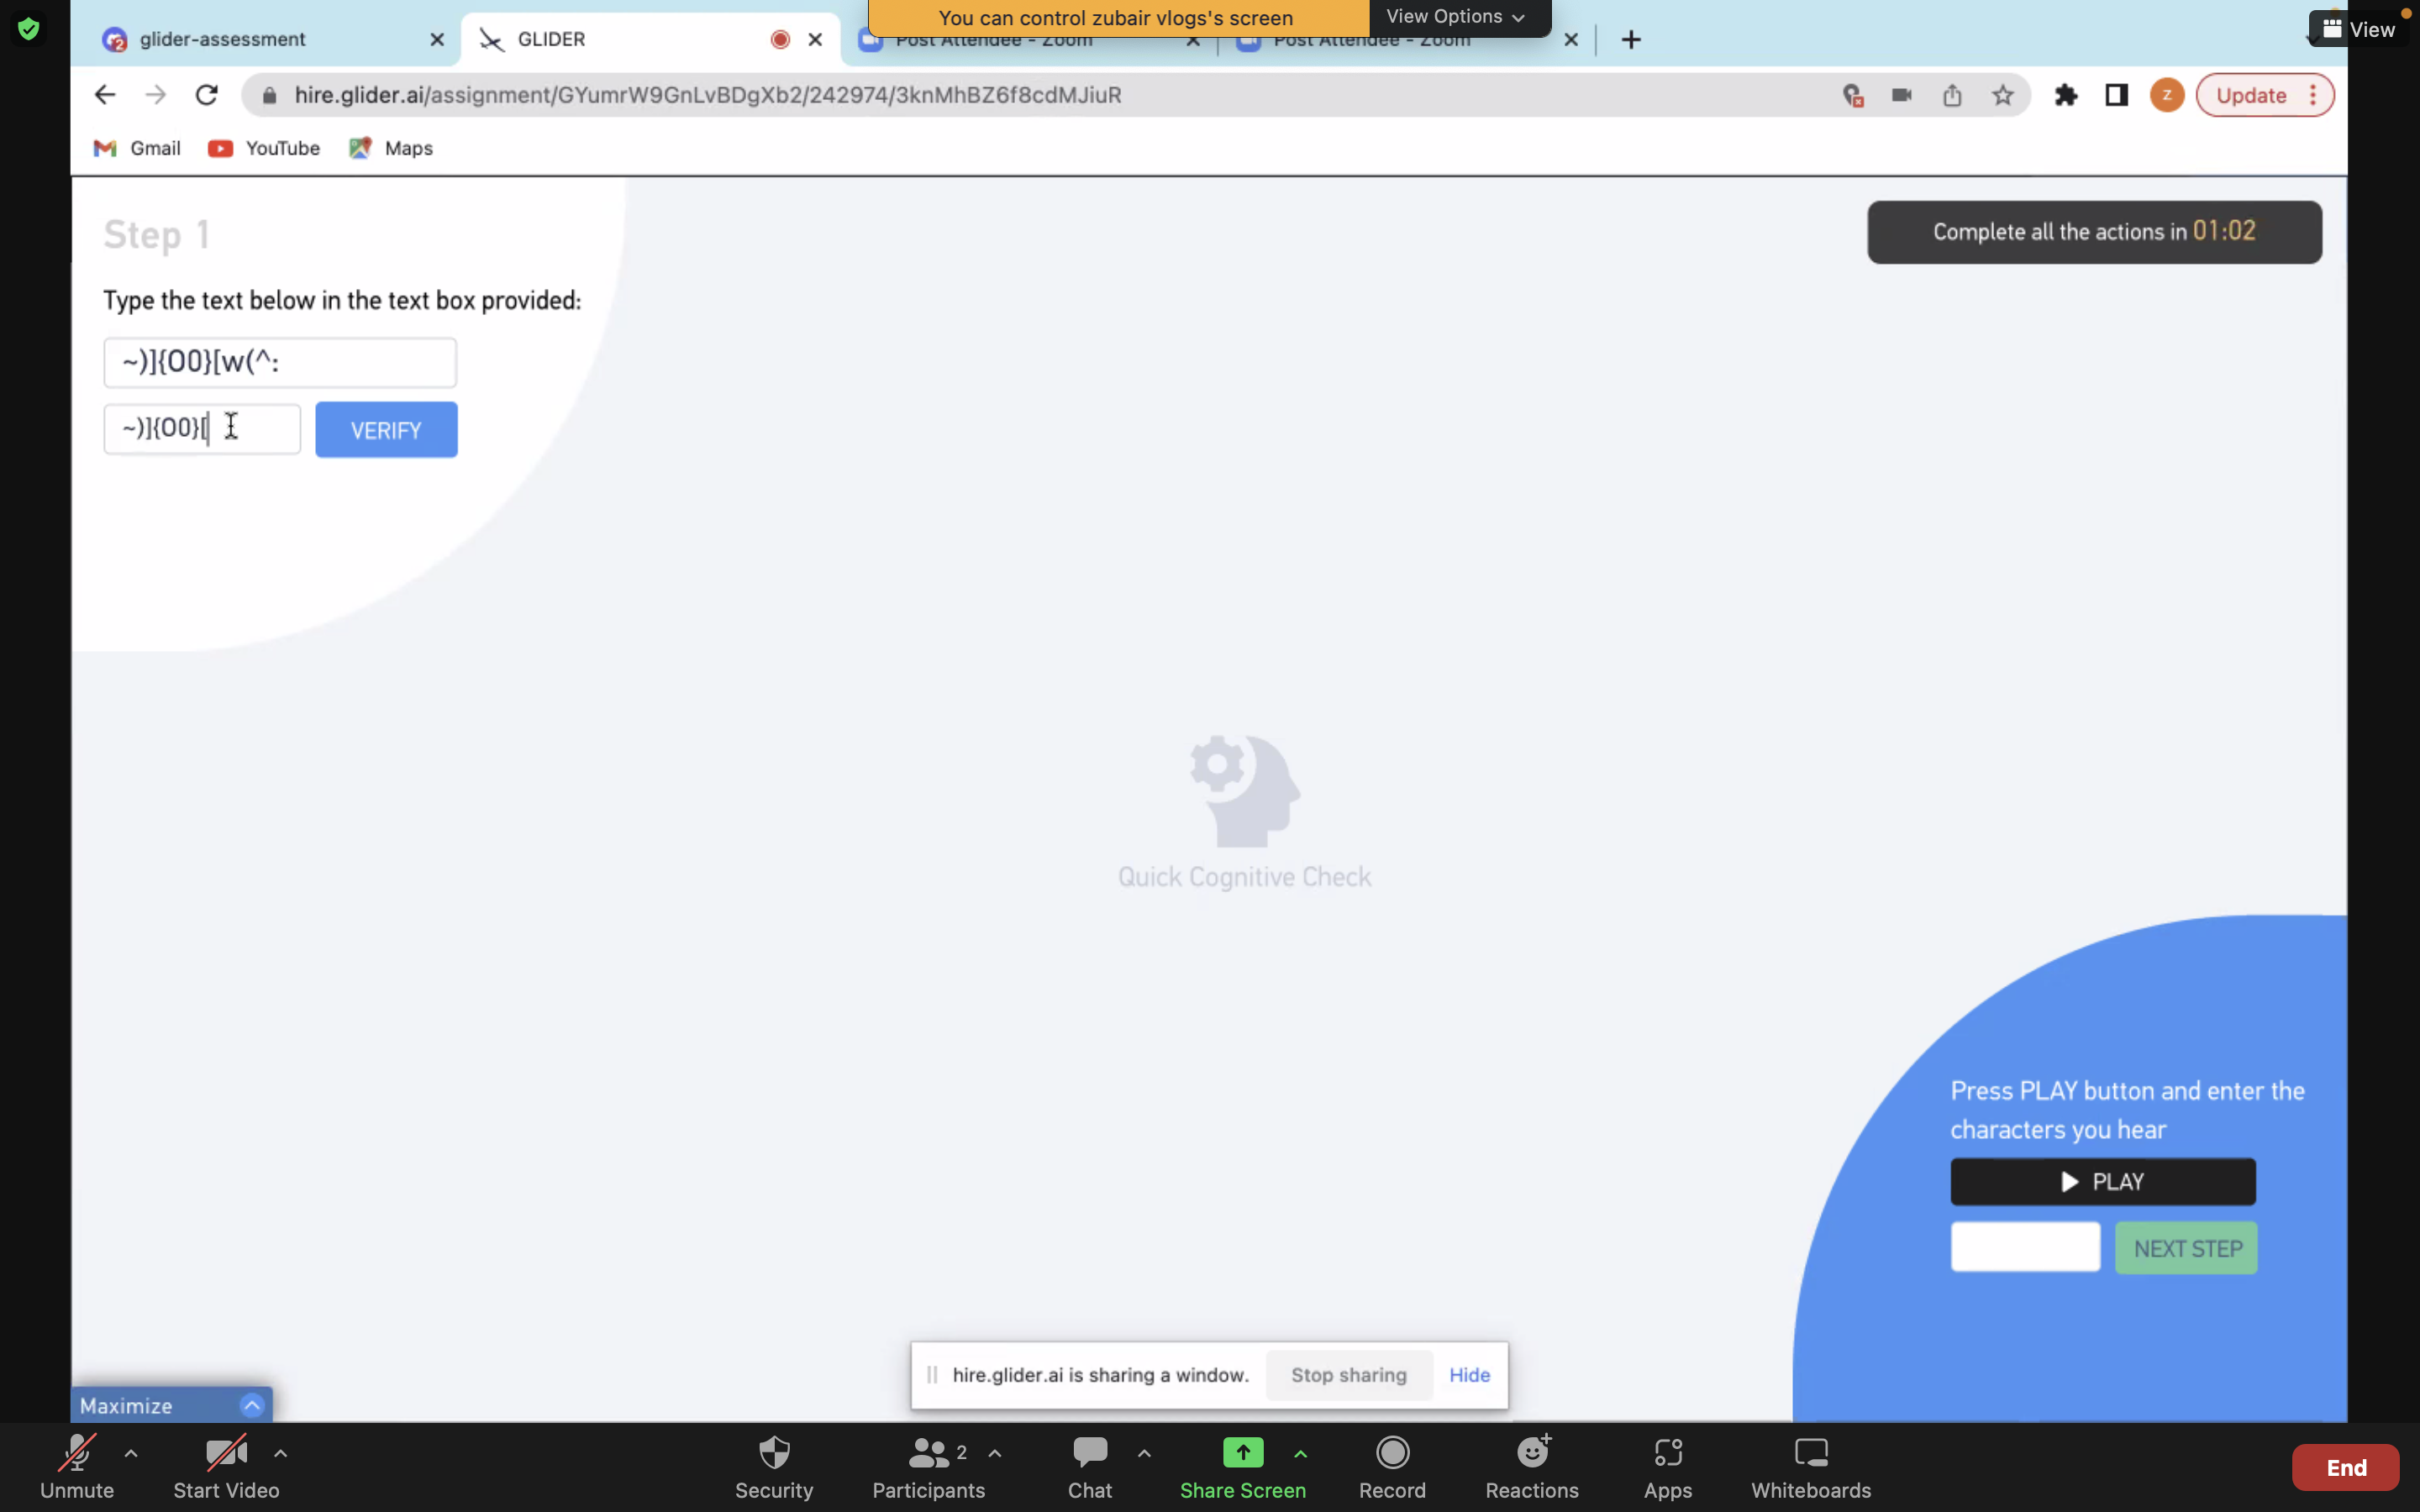 You can control zubair vlogs's screen
View Options
View
glider-assessment
GLIDER
Post Attendee - Zoom
Post Attendee - Zoom
hire.glider.ai/assignment/GYumrW9GnLvBDgXb2/242974/3knMhBZ6f8cdMJiuR
Z
Update
Gmail
YouTube
Maps
Step 1
Complete all the actions in 01:02
Type the text below in the text box provided:
~)]{O0}[w(^:
~)]{O0}[
VERIFY
Quick Cognitive Check
Press PLAY button and enter the
characters you hear
PLAY
NEXT STEP
hire.glider.ai is sharing a window.
Stop sharing
Hide
Maximize
Unmute
Start Video
Security
2
Participants
Chat
Share Screen
Record
Reactions
Apps
Whiteboards
End